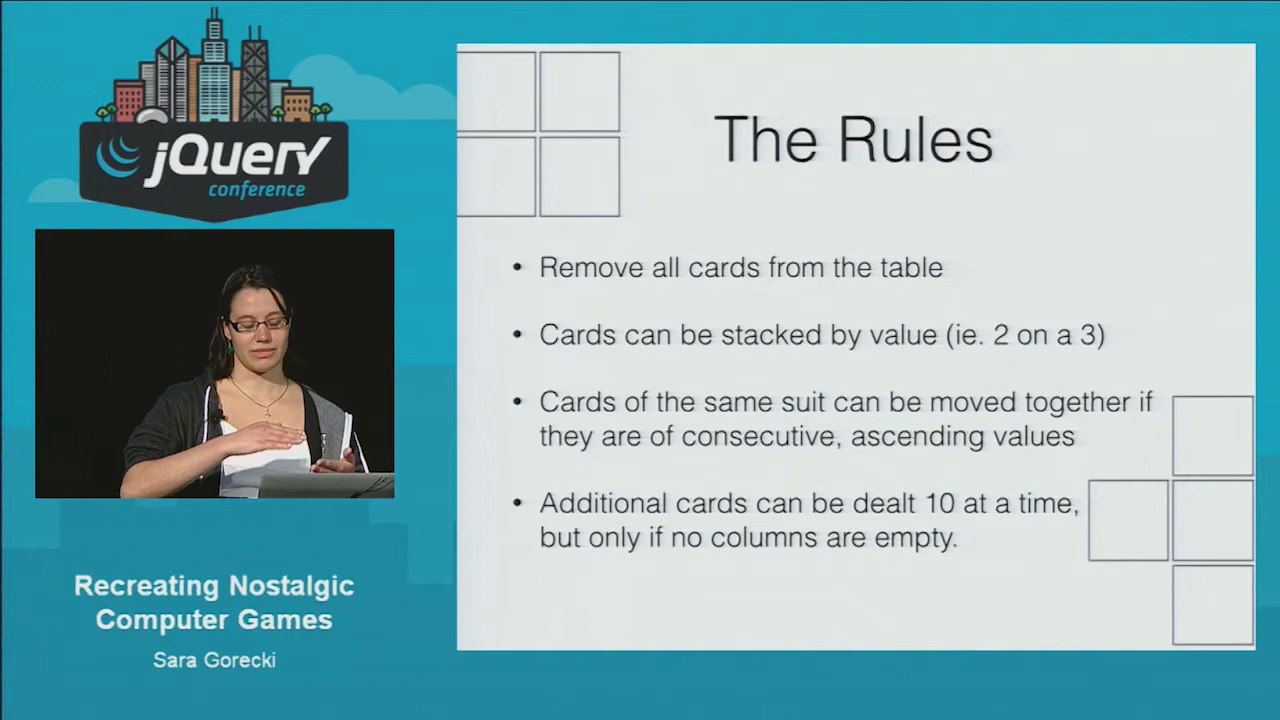 jQuery
conference
Recreating Nostalgic
Computer Games
Sara Gorecki
The Rules
• Remove all cards from the table
• Cards can be stacked by value (ie. 2 on a 3)
• Cards of the same suit can be moved together if
they are of consecutive, ascending values
• Additional cards can be dealt 10 at a time,
but only if no columns are empty.